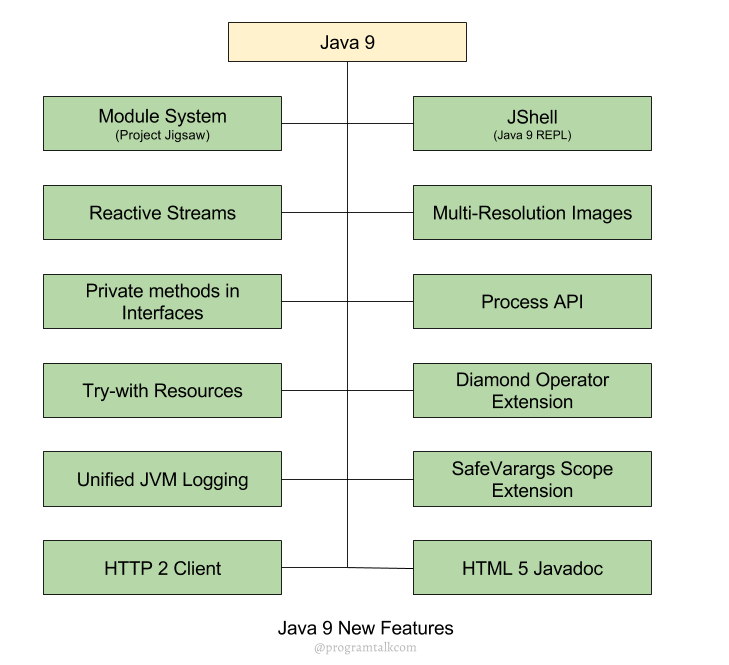 Java 9
Module System
(Project Jigsaw)
JShell
(Java 9 REPL)
Reactive Streams
Multi-Resolution Images
Private methods in
Interfaces
Process API
Try-with Resources
Diamond Operator
Extension
Unified JVM Logging
SafeVarargs Scope
Extension
HTTP 2 Client
HTML 5 Javadoc
Java 9 New Features
@programtalkcom